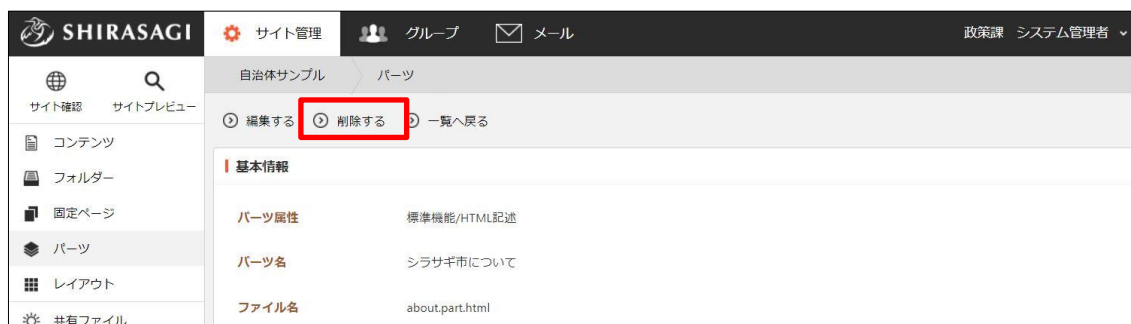 SHIRASAGI サイト管理 グループ メール 政策課 システム管理者
自治体サンプル パーツ
サイト確認 サイトプレビュー
編集する 削除する 一覧へ戻る
コンテンツ
フォルダー
固定ページ
パーツ
レイアウト
共有ファイル
基本情報
パーツ属性 標準機能/HTML記述
パーツ名 シラサギ市について
ファイル名 about.part.html